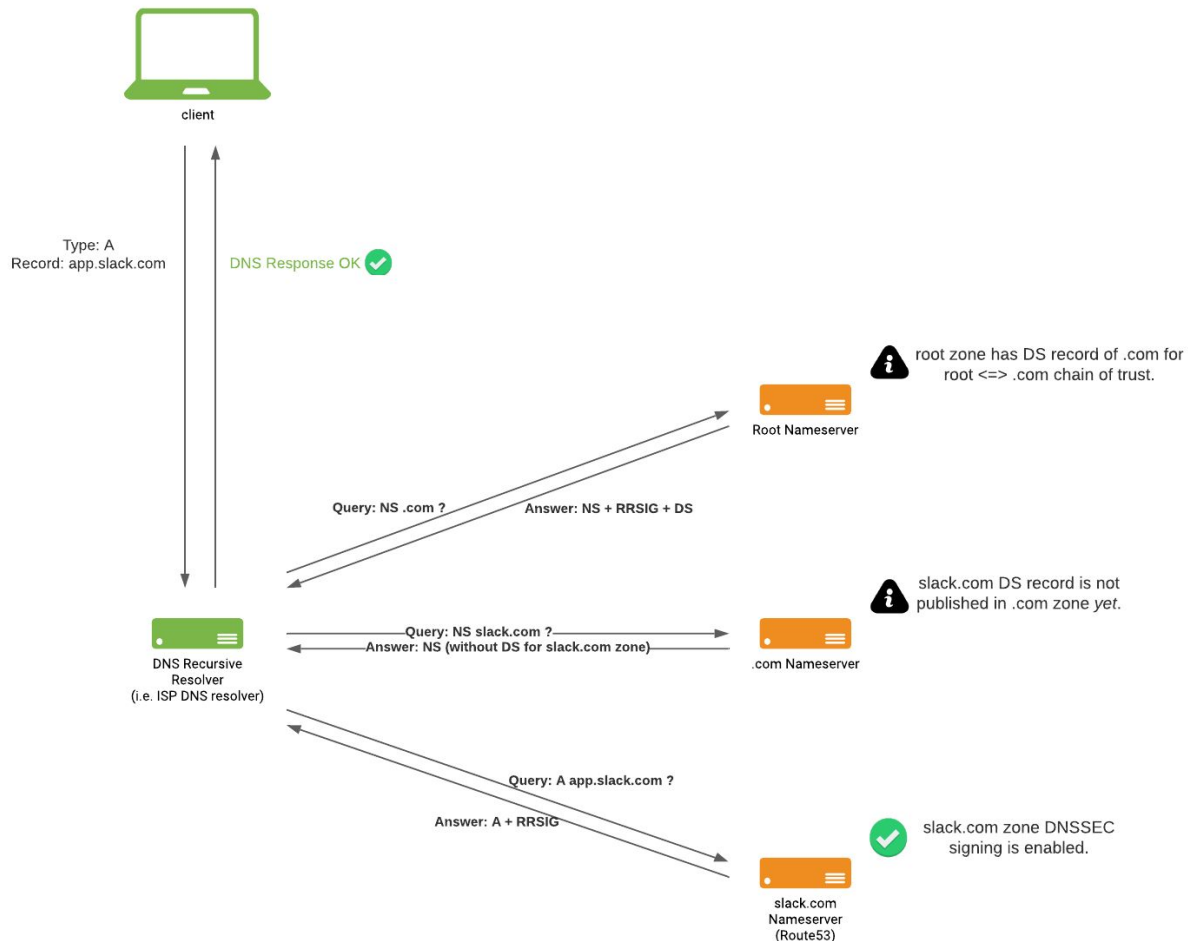 client
Type: A
Record: app.slack.com
DNS Response OK
root zone has DS record of .com for
root <=> .com chain of trust.
Root Nameserver
Query: NS .com ?
Answer: NS + RRSIG + DS
slack.com DS record is not
published in .com zone yet.
Query: NS slack.com ?
Answer: NS (without DS for slack.com zone)
DNS Recursive
Resolver
(i.e. ISP DNS resolver)
.com Nameserver
Query: A app.slack.com ?
Answer: A + RRSIG
slack.com zone DNSSEC
signing is enabled.
slack.com
Nameserver
(Route53)